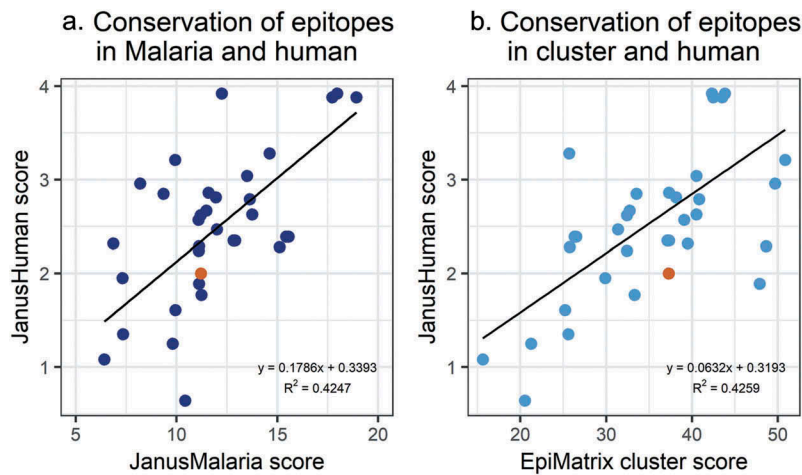 a. Conservation of epitopes
in Malaria and human
JanusHuman score
4
3
2
1
y = 0.1786x + 0.3393
R² = 0.4247
5
10
15
20
JanusMalaria score
b. Conservation of epitopes
in cluster and human
JanusHuman score
4
3
2
1
y = 0.0632x + 0.3193
R² = 0.4259
20
30
40
50
EpiMatrix cluster score